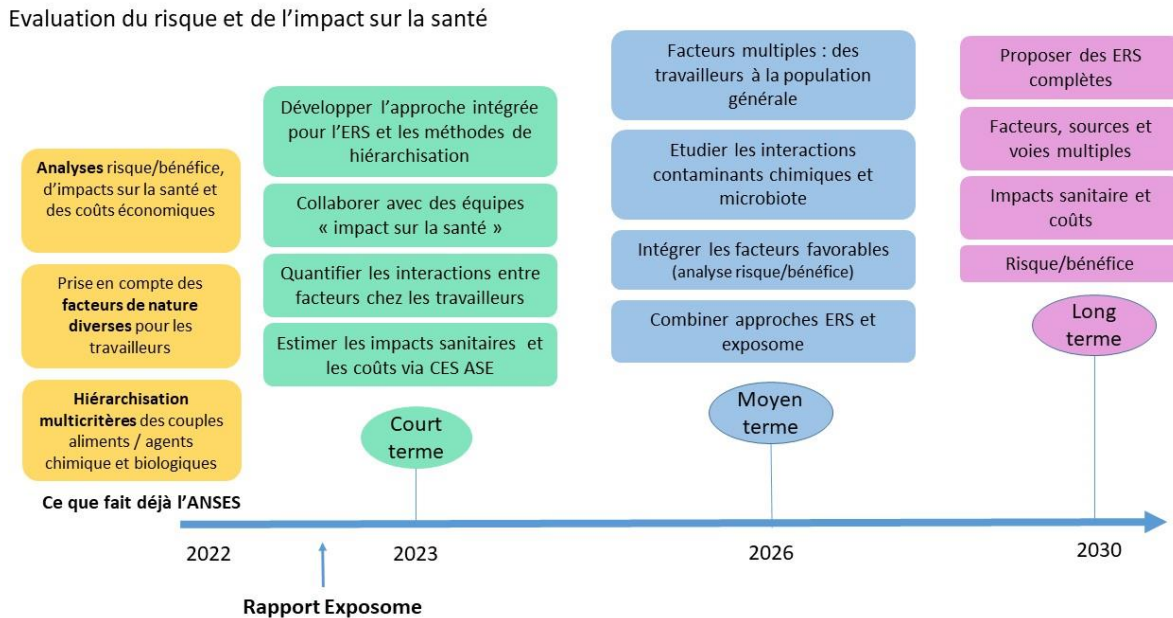 Evaluation du risque et de l’impact sur la santé
Analyses risque/bénéfice,
d’impacts sur la santé et
des coûts économiques
Prise en compte des
facteurs de nature
diverses pour les
travailleurs
Hiérarchisation
multicritères des couples
aliments / agents
chimique et biologiques
Ce que fait déjà l’ANSES
Développer l’approche intégrée
pour l’ERS et les méthodes de
hiérarchisation
Collaborer avec des équipes
« impact sur la santé »
Quantifier les interactions entre
facteurs chez les travailleurs
Estimer les impacts sanitaires et
les coûts via CES ASE
Court
terme
Facteurs multiples : des
travailleurs à la population
générale
Etudier les interactions
contaminants chimiques et
microbiote
Intégrer les facteurs favorables
(analyse risque/bénéfice)
Combiner approches ERS et
exposome
Moyen
terme
Proposer des ERS
complètes
Facteurs, sources et
voies multiples
Impacts sanitaire et
coûts
Risque/bénéfice
Long
terme
2022
2023
2026
2030
Rapport Exposome